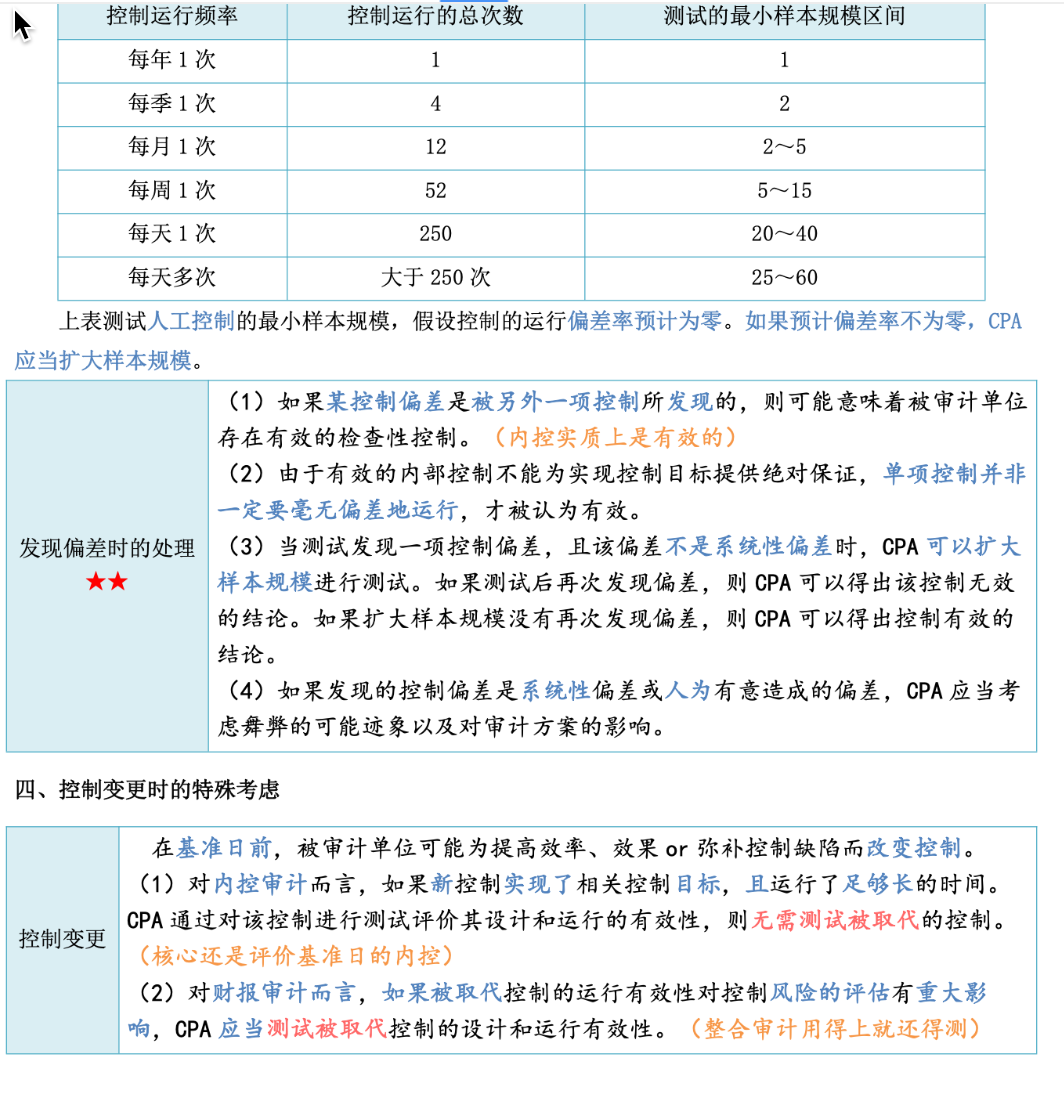 控制运行频率 控制运行的总次数 测试的最小样本规模区间
每年 1 次 1 1
每季 1 次 4 2
每月 1 次 12 2～5
每周 1 次 52 5～15
每天 1 次 250 20～40
每天多次 大于 250 次 25～60
上表测试人工控制的最小样本规模，假设控制的运行偏差率预计为零。如果预计偏差率不为零，CPA
应当扩大样本规模。
发现偏差时的处理
★★
（1）如果某控制偏差是被另外一项控制所发现的，则可能意味着被审计单位
存在有效的检查性控制。（内控实质上是有效的）
（2）由于有效的内部控制不能为实现控制目标提供绝对保证，单项控制并非
一定要毫无偏差地运行，才被认为有效。
（3）当测试发现一项控制偏差，且该偏差不是系统性偏差时，CPA 可以扩大
样本规模进行测试。如果测试后再次发现偏差，则 CPA 可以得出该控制无效
的结论。如果扩大样本规模没有再次发现偏差，则 CPA 可以得出控制有效的
结论。
（4）如果发现的控制偏差是系统性偏差或人为有意造成的偏差，CPA 应当考
虑舞弊的可能迹象以及对审计方案的影响。
四、控制变更时的特殊考虑
控制变更
在基准日前，被审计单位可能为提高效率、效果 or 弥补控制缺陷而改变控制。
（1）对内控审计而言，如果新控制实现了相关控制目标，且运行了足够长的时间。
CPA 通过对该控制进行测试评价其设计和运行的有效性，则无需测试被取代的控制。
（核心还是评价基准日的内控）
（2）对财报审计而言，如果被取代控制的运行有效性对控制风险的评估有重大影
响，CPA 应当测试被取代控制的设计和运行有效性。（整合审计用得上就还得测）